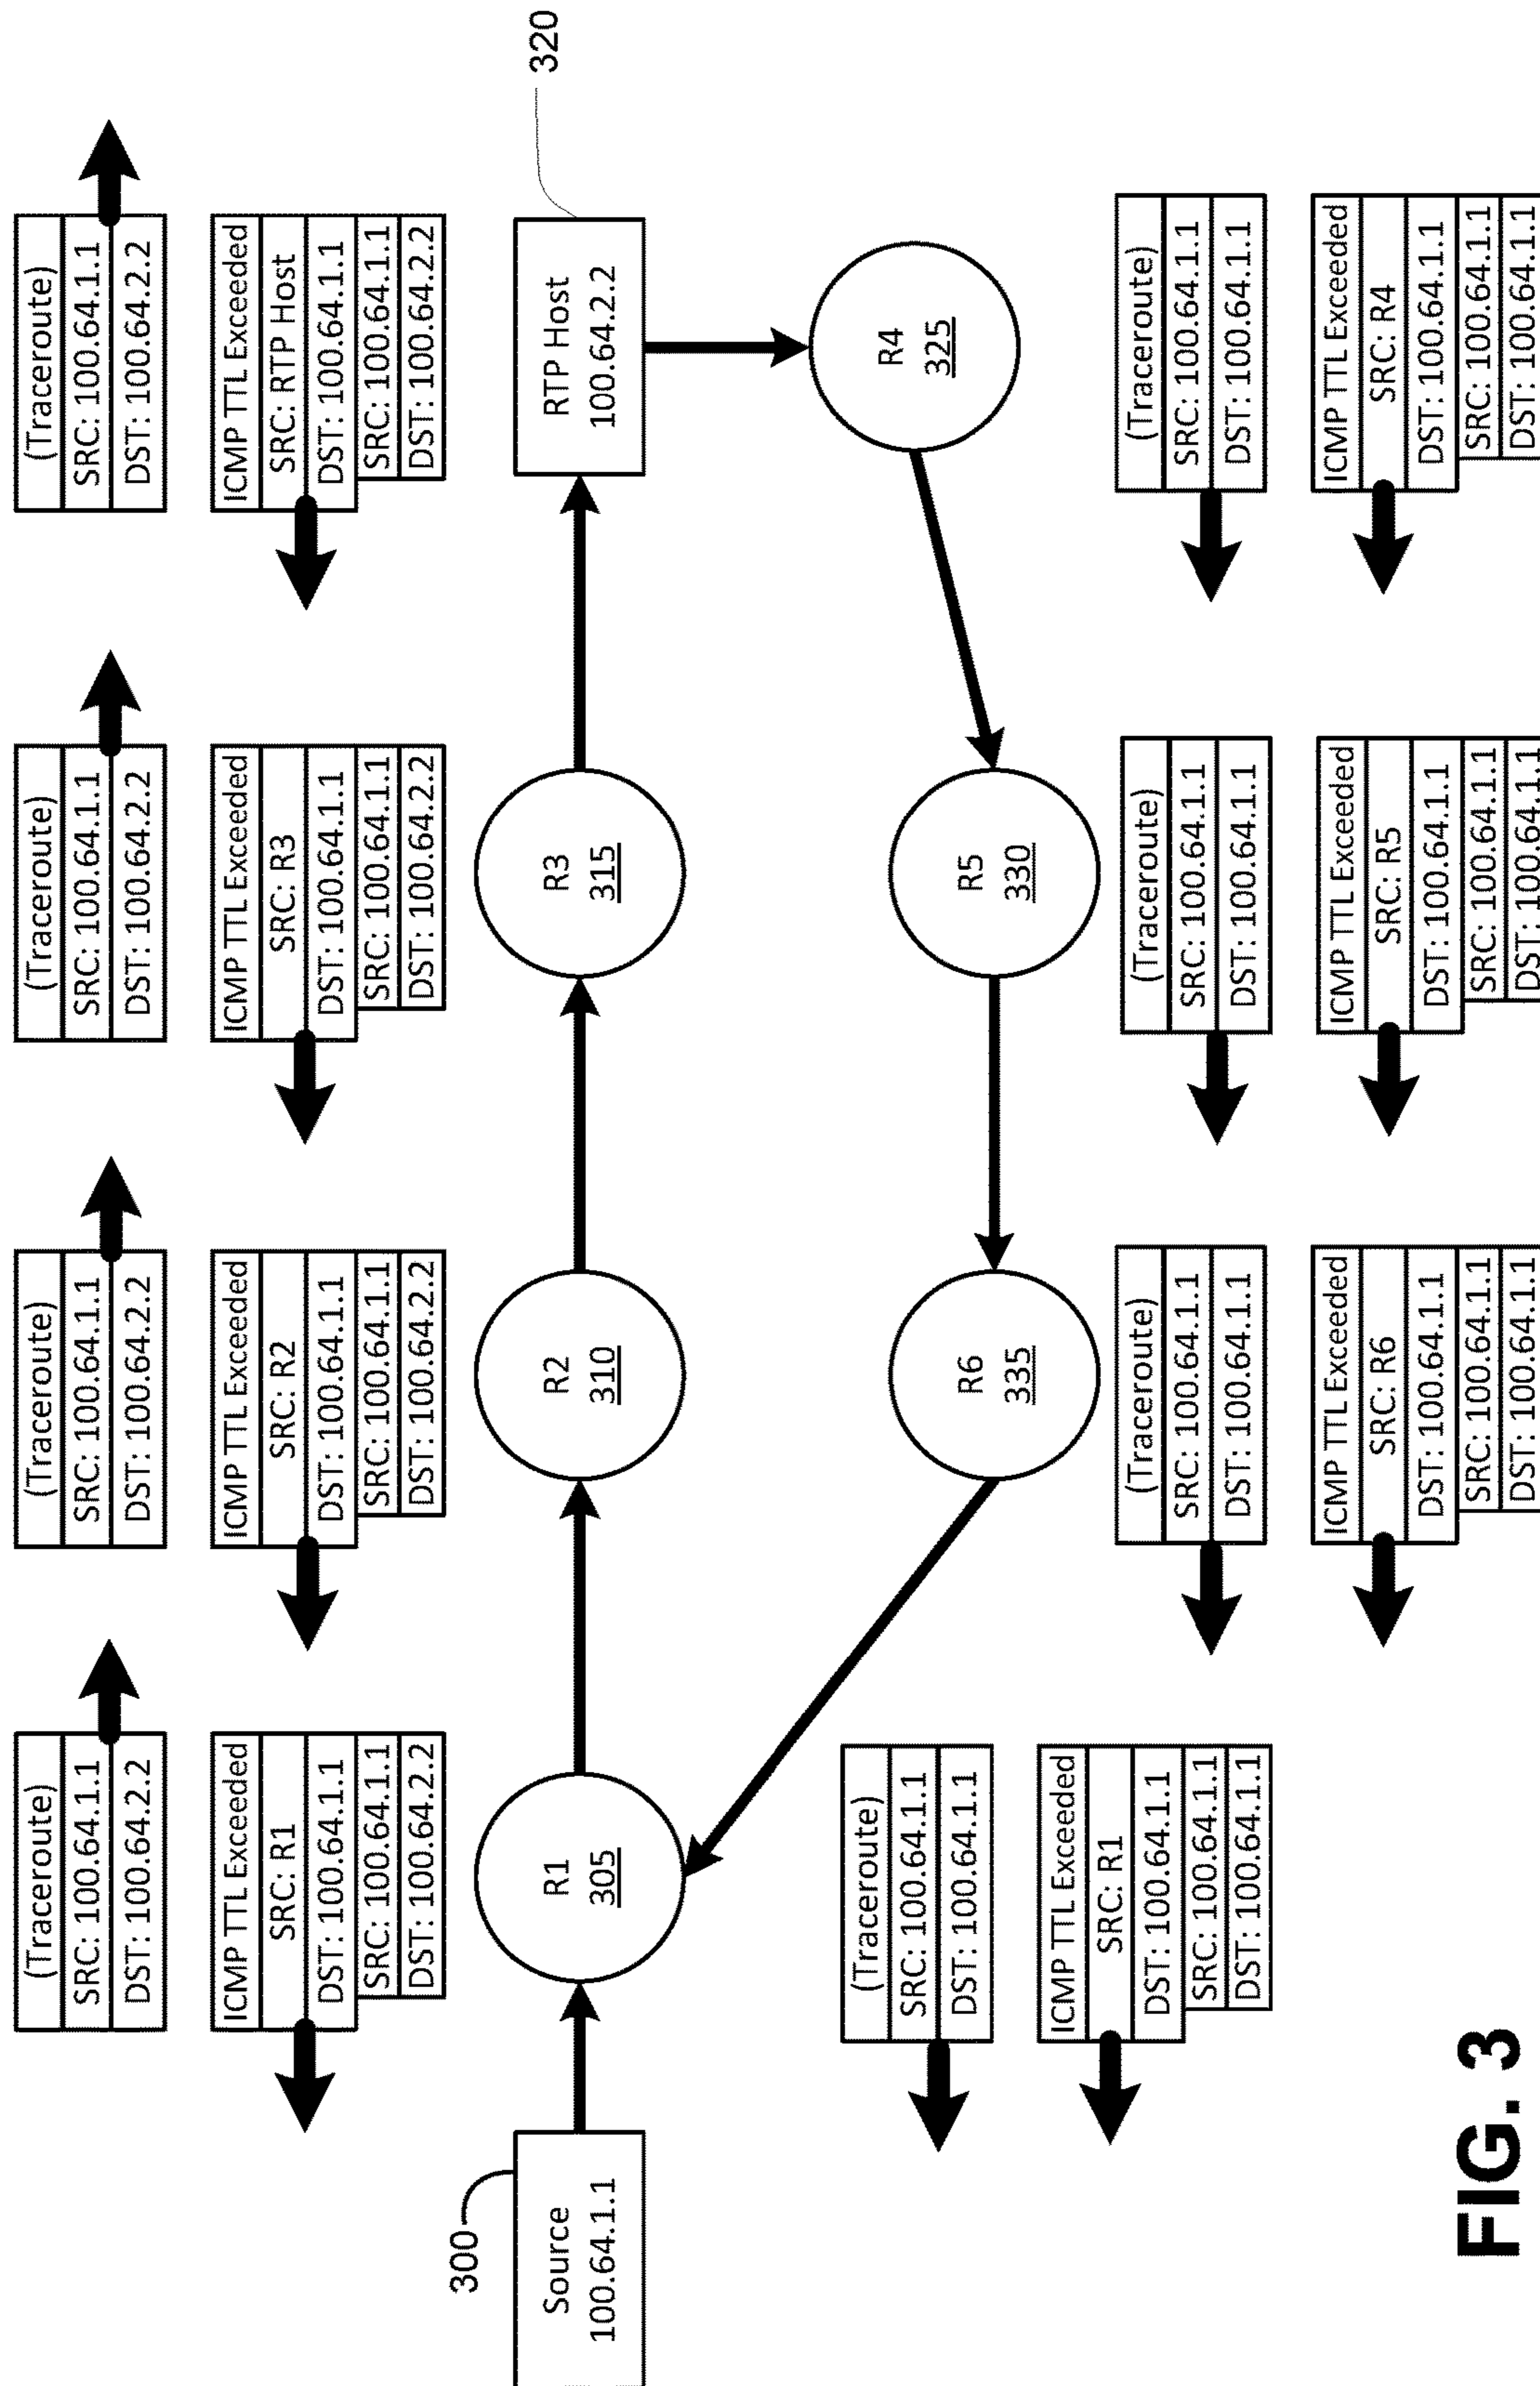 (Traceroute)
SRC: 100.64.1.1
DST: 100.64.2.2
(Traceroute)
SRC: 100.64.1.1
DST: 100.64.2.2
(Traceroute)
SRC: 100.64.1.1
DST: 100.64.2.2
(Traceroute)
SRC: 100.64.1.1
DST: 100.64.2.2
ICMP TTL Exceeded
SRC: R1
DST: 100.64.1.1
SRC: 100.64.1.1
DST: 100.64.2.2
ICMP TTL Exceeded
SRC: R2
DST: 100.64.1.1
SRC: 100.64.1.1
DST: 100.64.2.2
ICMP TTL Exceeded
SRC: R3
DST: 100.64.1.1
SRC: 100.64.1.1
DST: 100.64.2.2
ICMP TTL Exceeded
SRC: RTP Host
DST: 100.64.1.1
SRC: 100.64.1.1
DST: 100.64.2.2
300
Source
100.64.1.1
R1
305
R2
310
R3
315
RTP Host
100.64.2.2
320
R6
335
R5
330
R4
325
(Traceroute)
SRC: 100.64.1.1
DST: 100.64.1.1
ICMP TTL Exceeded
SRC: R1
DST: 100.64.1.1
SRC: 100.64.1.1
DST: 100.64.1.1
(Traceroute)
SRC: 100.64.1.1
DST: 100.64.1.1
ICMP TTL Exceeded
SRC: R6
DST: 100.64.1.1
SRC: 100.64.1.1
DST: 100.64.1.1
(Traceroute)
SRC: 100.64.1.1
DST: 100.64.1.1
ICMP TTL Exceeded
SRC: R5
DST: 100.64.1.1
SRC: 100.64.1.1
DST: 100.64.1.1
(Traceroute)
SRC: 100.64.1.1
DST: 100.64.1.1
ICMP TTL Exceeded
SRC: R4
DST: 100.64.1.1
SRC: 100.64.1.1
DST: 100.64.1.1
FIG. 3